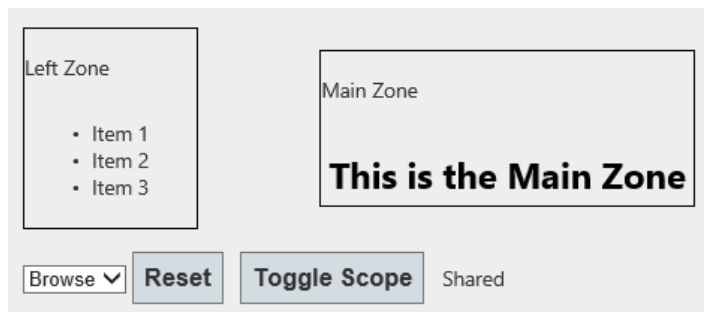 Left Zone
Item 1
Item 2
Item 3
Main Zone
This is the Main Zone
Browse Reset Toggle Scope Shared